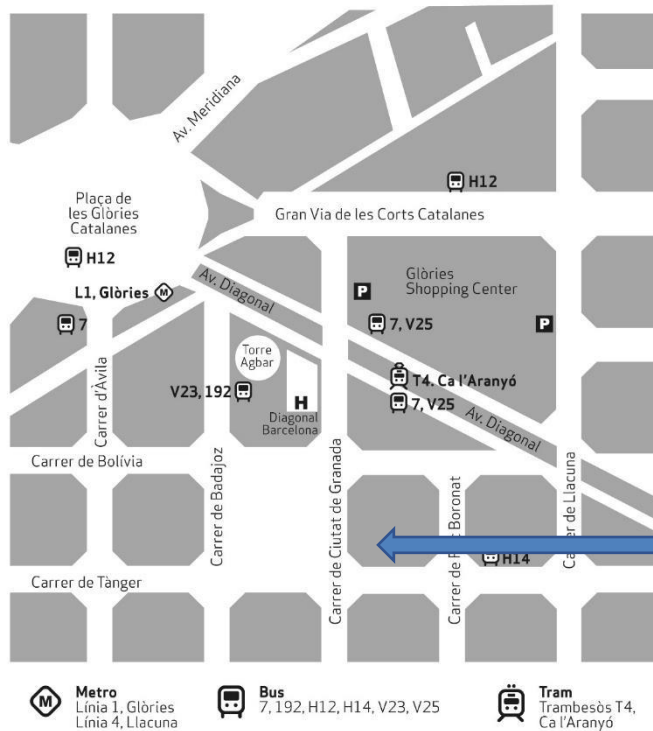 Av. Meridiana
H12
Plaça de
les Glòries
Catalanes
Gran Via de les Corts Catalanes
H12
Av. Diagonal
Glòries
Shopping Center
L1, Glòries M
P
7
7, V25
P
Torre
Agbar
T4. Ca l'Aranyó
V23, 192
H
7, V25
Diagonal
Barcelona
Av. Diagonal
Carrer d'Àvila
Carrer de Bolívia
Carrer de Badajoz
Carrer de Ciutat de Granada
Carrer de Boronat
Carrer de Llacuna
H14
Carrer de Tànger
M
Metro
Línia 1, Glòries
Línia 4, Llacuna
Bus
7, 192, H12, H14, V23, V25
Tram
Trambesòs T4,
Ca l'Aranyó